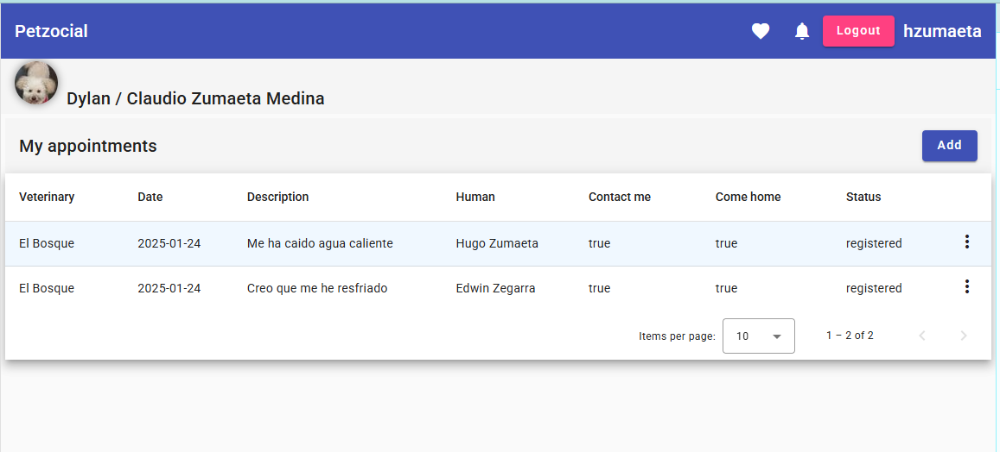 Petzocial Logout hzumaeta
Dylan / Claudio Zumaeta Medina
My appointments Add
Veterinary Date Description Human Contact me Come home Status
El Bosque 2025-01-24 Me ha caido agua caliente Hugo Zumaeta true true registered
El Bosque 2025-01-24 Creo que me he resfriado Edwin Zegarra true true registered
Items per page: 10 1 – 2 of 2